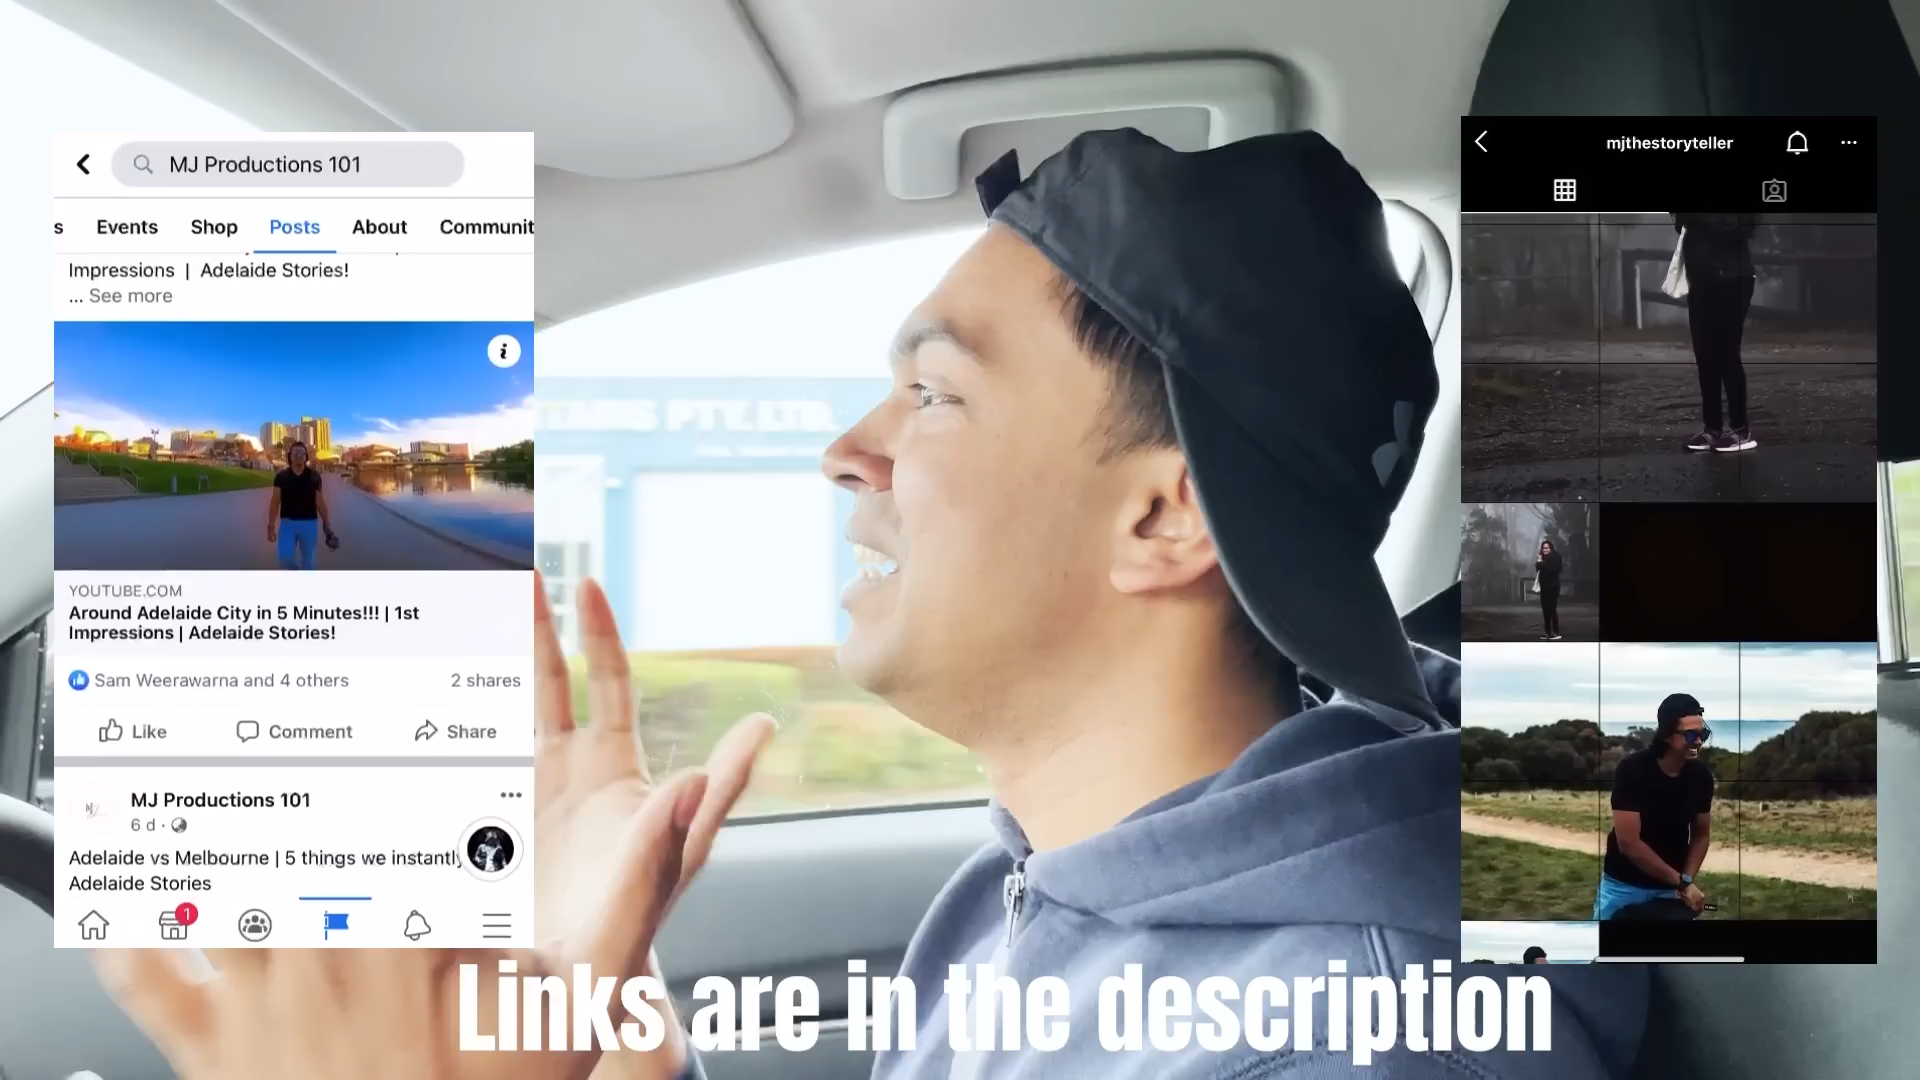 MJ Productions 101
Events Shop Posts About Communit
Impressions | Adelaide Stories!
... See more
YOUTUBE.COM
Around Adelaide City in 5 Minutes!!! | 1st
Impressions | Adelaide Stories!
Sam Weerawarna and 4 others 2 shares
Like Comment Share
MJ Productions 101
6 d ·
Adelaide vs Melbourne | 5 things we instantly
Adelaide Stories
1
mjthestoryteller
PTY. LTD.
Links are in the description